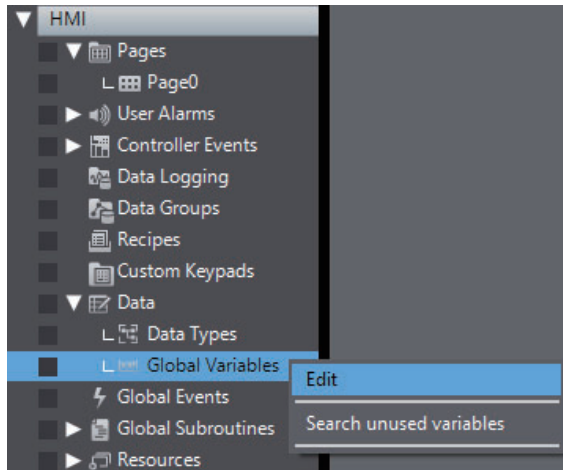 HMI
Pages
Page0
User Alarms
Controller Events
Data Logging
Data Groups
Recipes
Custom Keypads
Data
Data Types
Global Variables
Edit
Global Events
Search unused variables
Global Subroutines
Resources